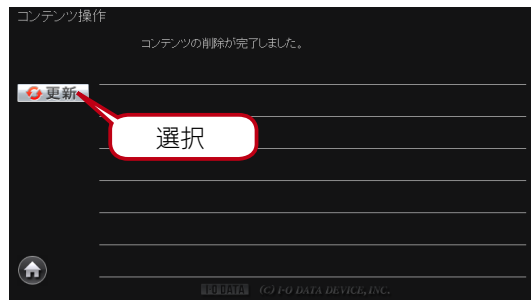 コンテンツ操作
コンテンツの削除が完了しました。
更新
選択
I-O DATA (C) I-O DATA DEVICE, INC.